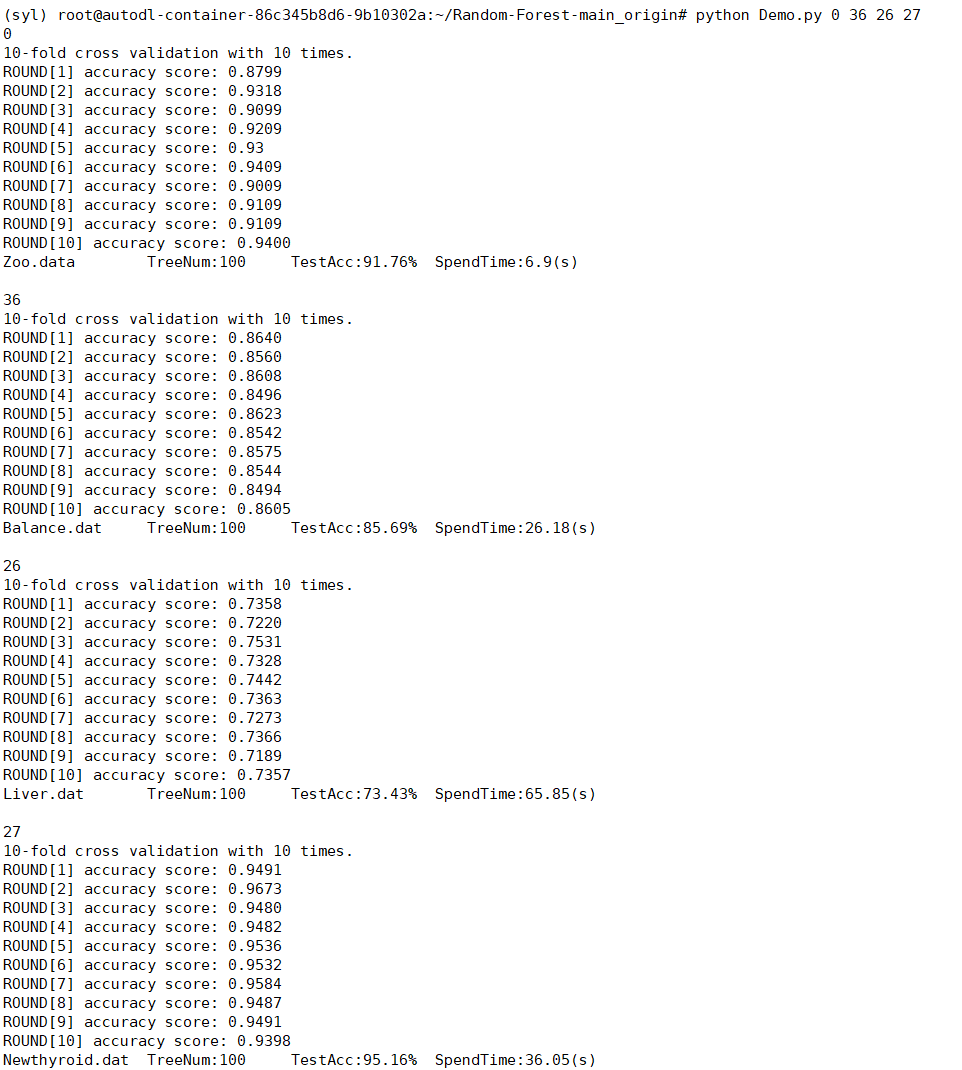 (syl) root@autodl-container-86c345b8d6-9b10302a:~/Random-Forest-main_origin# python Demo.py 0 36 26 27
0
10-fold cross validation with 10 times.
ROUND[1] accuracy score: 0.8799
ROUND[2] accuracy score: 0.9318
ROUND[3] accuracy score: 0.9099
ROUND[4] accuracy score: 0.9209
ROUND[5] accuracy score: 0.93
ROUND[6] accuracy score: 0.9409
ROUND[7] accuracy score: 0.9009
ROUND[8] accuracy score: 0.9109
ROUND[9] accuracy score: 0.9109
ROUND[10] accuracy score: 0.9400
Zoo.data        TreeNum:100     TestAcc:91.76%  SpendTime:6.9(s)
36
10-fold cross validation with 10 times.
ROUND[1] accuracy score: 0.8640
ROUND[2] accuracy score: 0.8560
ROUND[3] accuracy score: 0.8608
ROUND[4] accuracy score: 0.8496
ROUND[5] accuracy score: 0.8623
ROUND[6] accuracy score: 0.8542
ROUND[7] accuracy score: 0.8575
ROUND[8] accuracy score: 0.8544
ROUND[9] accuracy score: 0.8494
ROUND[10] accuracy score: 0.8605
Balance.dat     TreeNum:100     TestAcc:85.69%  SpendTime:26.18(s)
26
10-fold cross validation with 10 times.
ROUND[1] accuracy score: 0.7358
ROUND[2] accuracy score: 0.7220
ROUND[3] accuracy score: 0.7531
ROUND[4] accuracy score: 0.7328
ROUND[5] accuracy score: 0.7442
ROUND[6] accuracy score: 0.7363
ROUND[7] accuracy score: 0.7273
ROUND[8] accuracy score: 0.7366
ROUND[9] accuracy score: 0.7189
ROUND[10] accuracy score: 0.7357
Liver.dat       TreeNum:100     TestAcc:73.43%  SpendTime:65.85(s)
27
10-fold cross validation with 10 times.
ROUND[1] accuracy score: 0.9491
ROUND[2] accuracy score: 0.9673
ROUND[3] accuracy score: 0.9480
ROUND[4] accuracy score: 0.9482
ROUND[5] accuracy score: 0.9536
ROUND[6] accuracy score: 0.9532
ROUND[7] accuracy score: 0.9584
ROUND[8] accuracy score: 0.9487
ROUND[9] accuracy score: 0.9491
ROUND[10] accuracy score: 0.9398
Newthyroid.dat  TreeNum:100     TestAcc:95.16%  SpendTime:36.05(s)